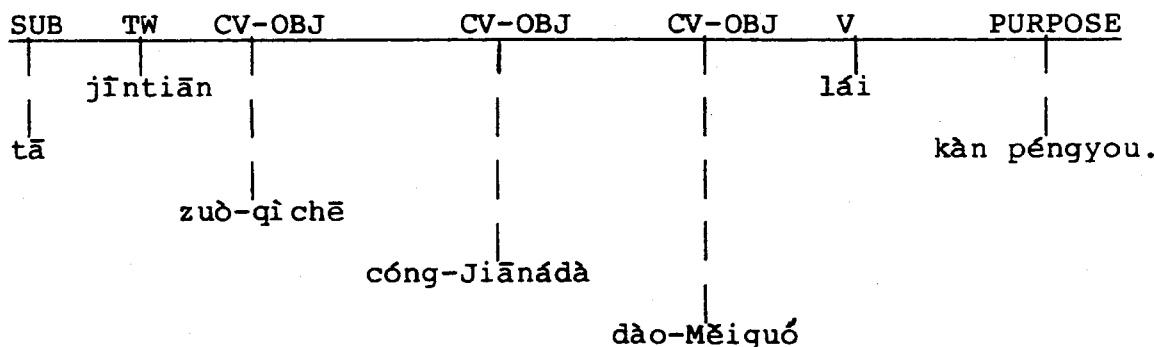 SUB TW CV-OBJ CV-OBJ CV-OBJ V PURPOSE
jīntiān lái
tā kàn péngyou.
zuò-qìchē
cóng-Jiānádà
dào-Měiguó